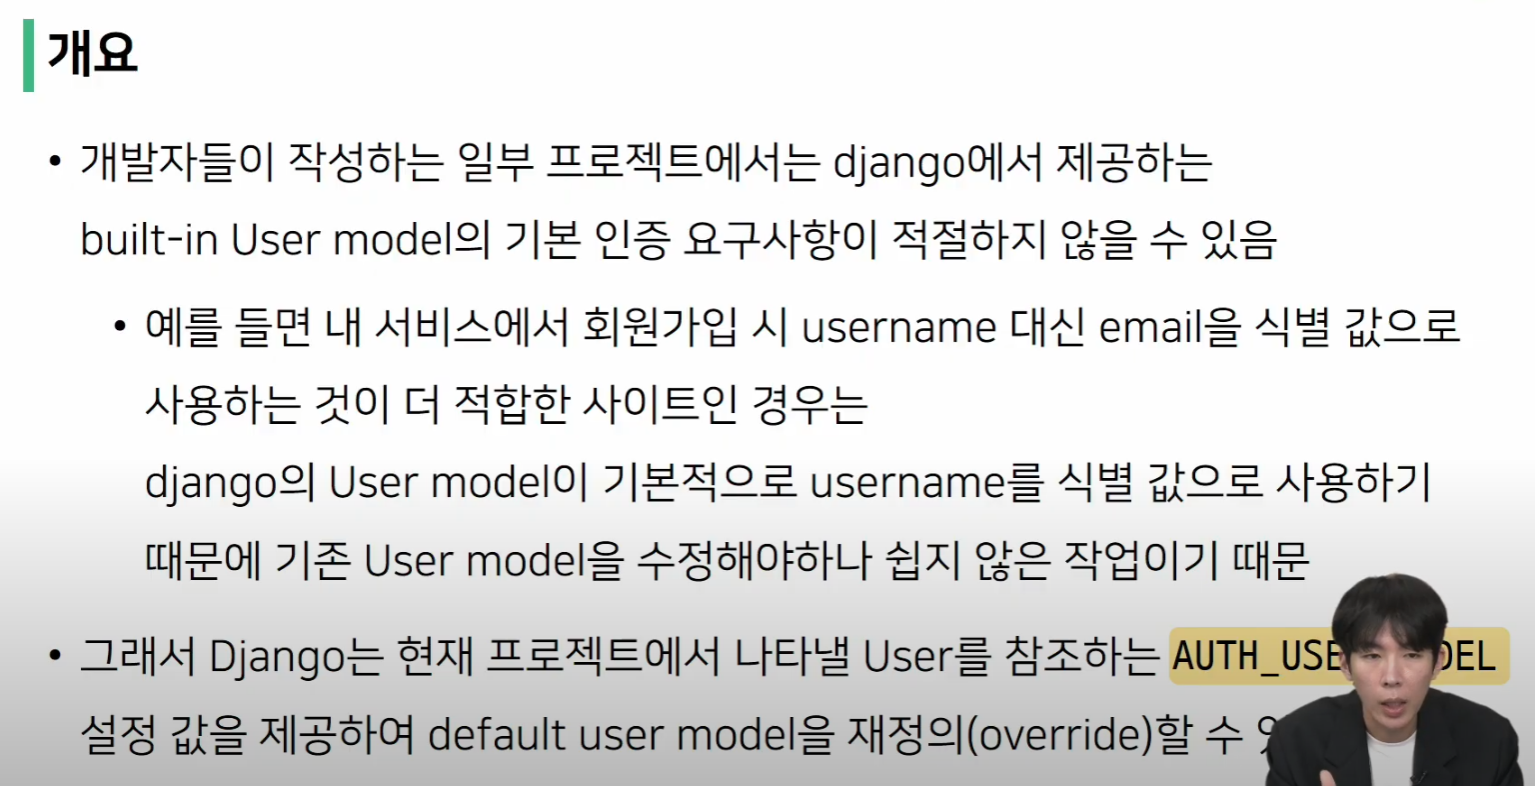 개요
• 개발자들이 작성하는 일부 프로젝트에서는 django에서 제공하는
built-in User model의 기본 인증 요구사항이 적절하지 않을 수 있음
• 예를 들면 내 서비스에서 회원가입 시 username 대신 email을 식별 값으로
사용하는 것이 더 적합한 사이트인 경우는
django의 User model이 기본적으로 username를 식별 값으로 사용하기
때문에 기존 User model을 수정해야하나 쉽지 않은 작업이기 때문
• 그래서 Django는 현재 프로젝트에서 나타낼 User를 참조하는
설정 값을 제공하여 default user model을 재정의(override)할 수